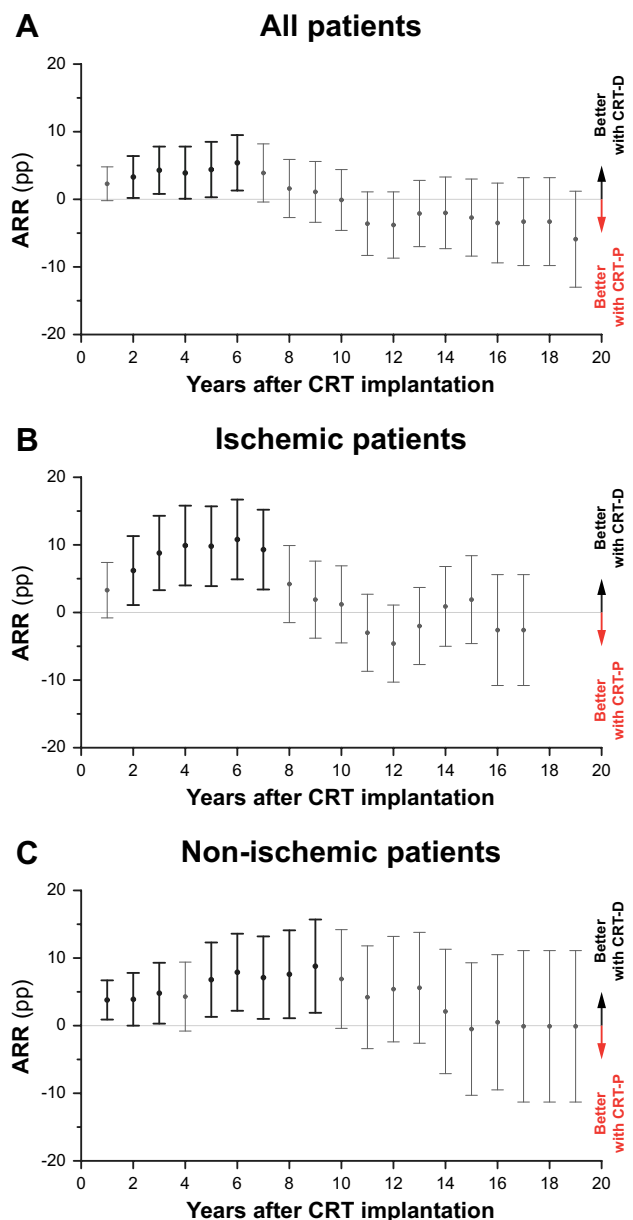 A
All patients
20
10
0
-10
-20
ARR (pp)
0
2
4
6
8
10
12
14
16
18
20
Years after CRT implantation
Better
with CRT-D
Better
with CRT-P
B
Ischemic patients
20
10
0
-10
-20
ARR (pp)
0
2
4
6
8
10
12
14
16
18
20
Years after CRT implantation
Better
with CRT-D
Better
with CRT-P
C
Non-ischemic patients
20
10
0
-10
-20
ARR (pp)
0
2
4
6
8
10
12
14
16
18
20
Years after CRT implantation
Better
with CRT-D
Better
with CRT-P